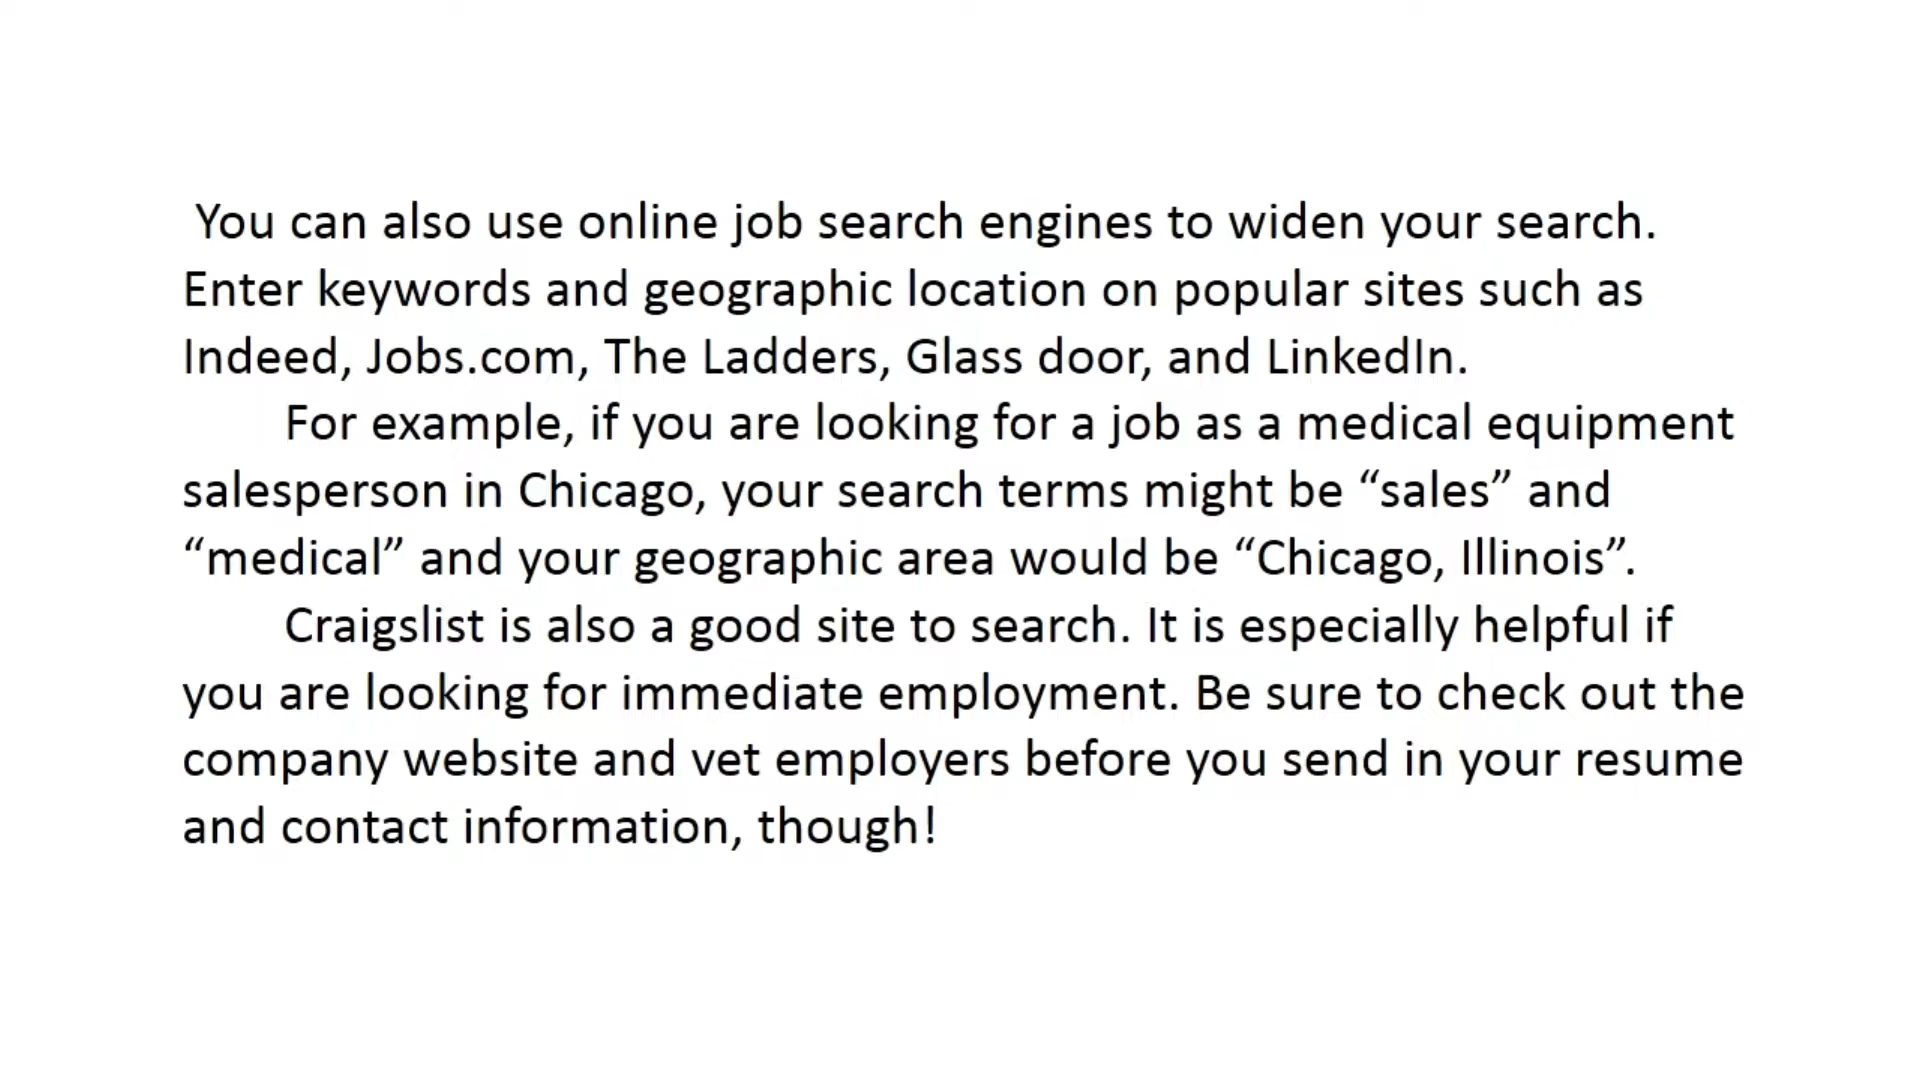 You can also use online job search engines to widen your search.
Enter keywords and geographic location on popular sites such as
Indeed, Jobs.com, The Ladders, Glass door, and LinkedIn.
For example, if you are looking for a job as a medical equipment
salesperson in Chicago, your search terms might be “sales” and
“medical” and your geographic area would be “Chicago, Illinois”.
Craigslist is also a good site to search. It is especially helpful if
you are looking for immediate employment. Be sure to check out the
company website and vet employers before you send in your resume
and contact information, though!